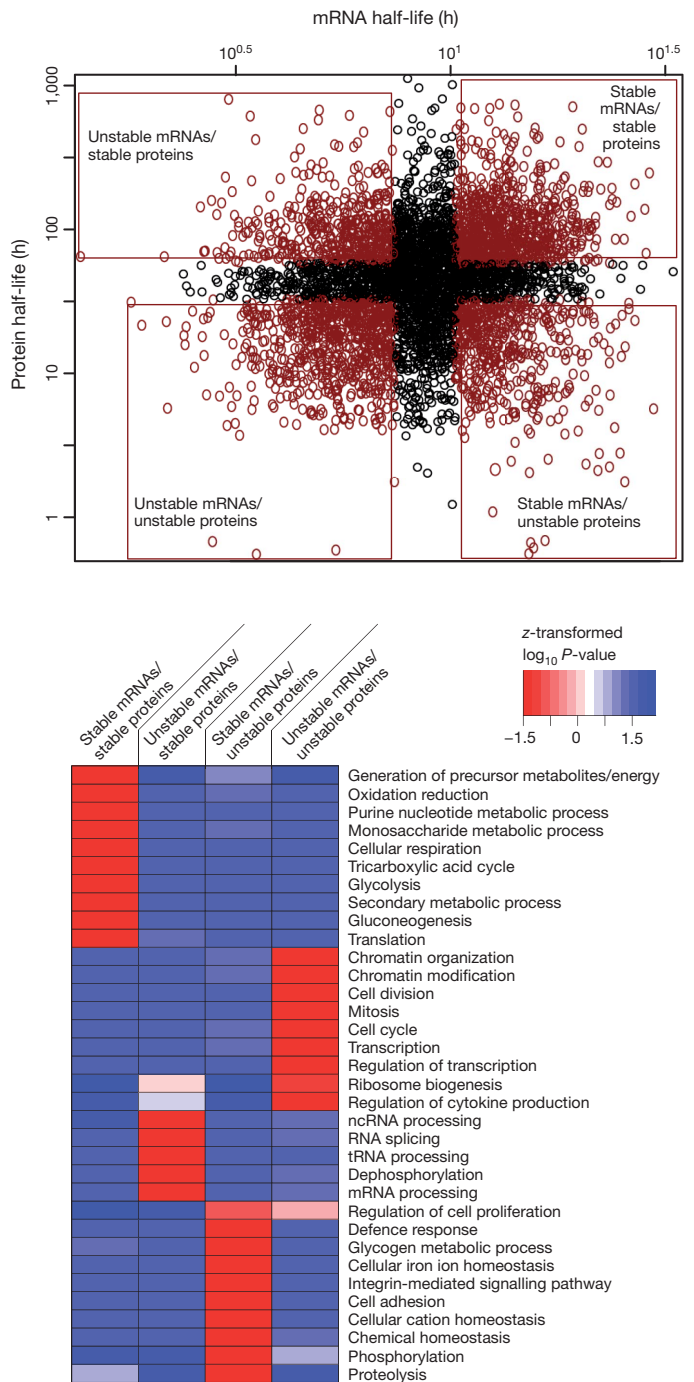 mRNA half-life (h)
10^0.5
10^1
10^1.5
Protein half-life (h)
1,000
100
10
1
Unstable mRNAs/
stable proteins
Stable
mRNAs/
stable
proteins
Unstable mRNAs/
unstable proteins
Stable mRNAs/
unstable proteins
z-transformed
log10 P-value
−1.5
0
1.5
Stable mRNAs/
stable proteins
Unstable mRNAs/
stable proteins
Stable mRNAs/
unstable proteins
Unstable mRNAs/
unstable proteins
Generation of precursor metabolites/energy
Oxidation reduction
Purine nucleotide metabolic process
Monosaccharide metabolic process
Cellular respiration
Tricarboxylic acid cycle
Glycolysis
Secondary metabolic process
Gluconeogenesis
Translation
Chromatin organization
Chromatin modification
Cell division
Mitosis
Cell cycle
Transcription
Regulation of transcription
Ribosome biogenesis
Regulation of cytokine production
ncRNA processing
RNA splicing
tRNA processing
Dephosphorylation
mRNA processing
Regulation of cell proliferation
Defence response
Glycogen metabolic process
Cellular iron ion homeostasis
Integrin-mediated signalling pathway
Cell adhesion
Cellular cation homeostasis
Chemical homeostasis
Phosphorylation
Proteolysis